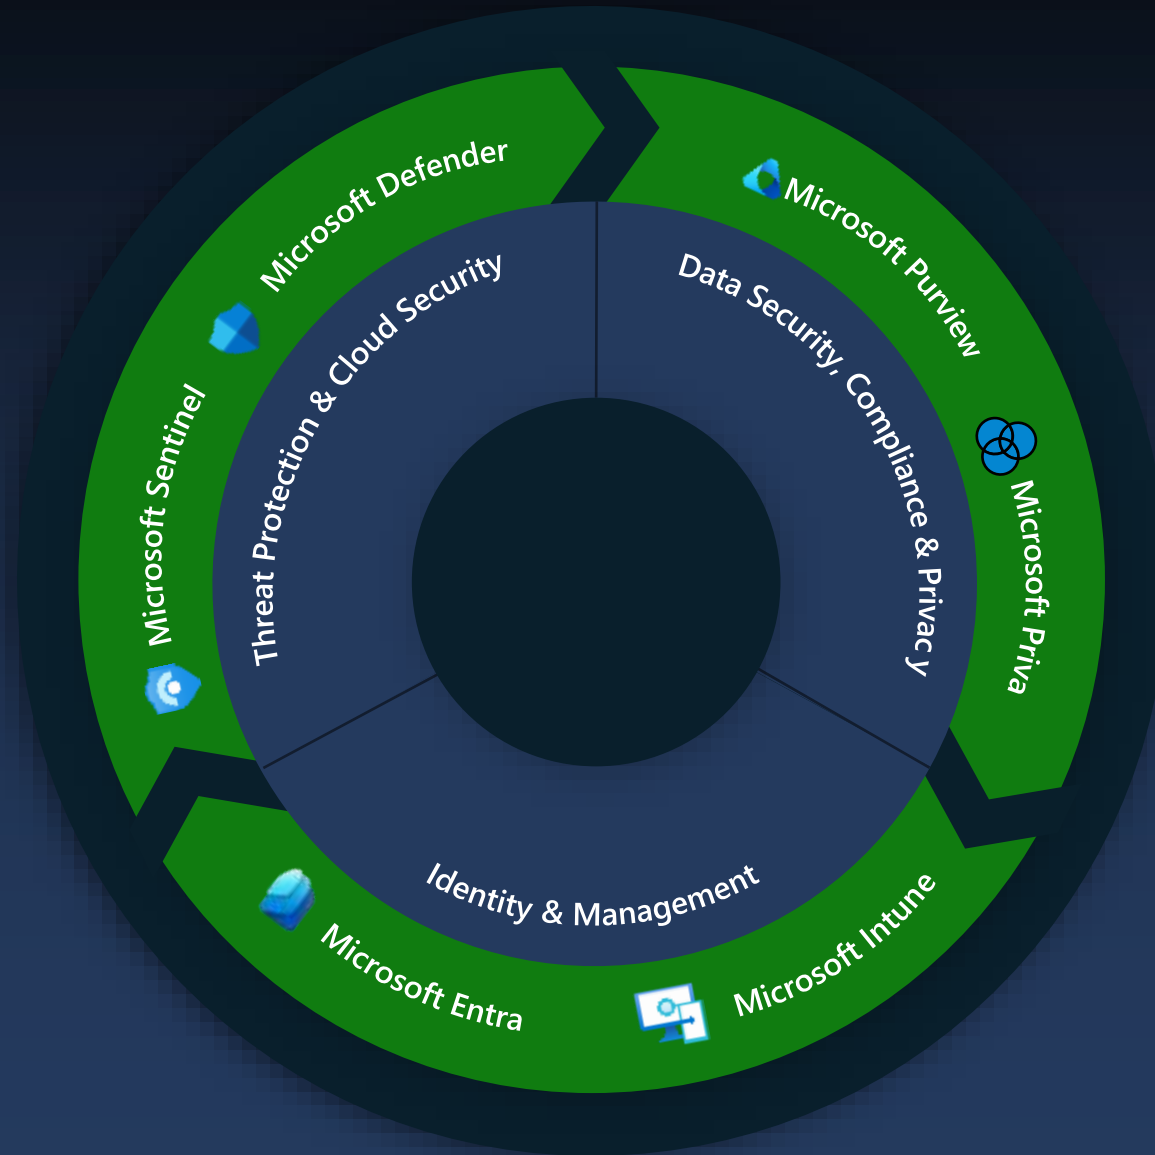 Microsoft Defender
Microsoft Purview
Threat Protection & Cloud Security
Data Security, Compliance & Privacy
Microsoft Sentinel
Microsoft Priva
Identity & Management
Microsoft Entra
Microsoft Intune